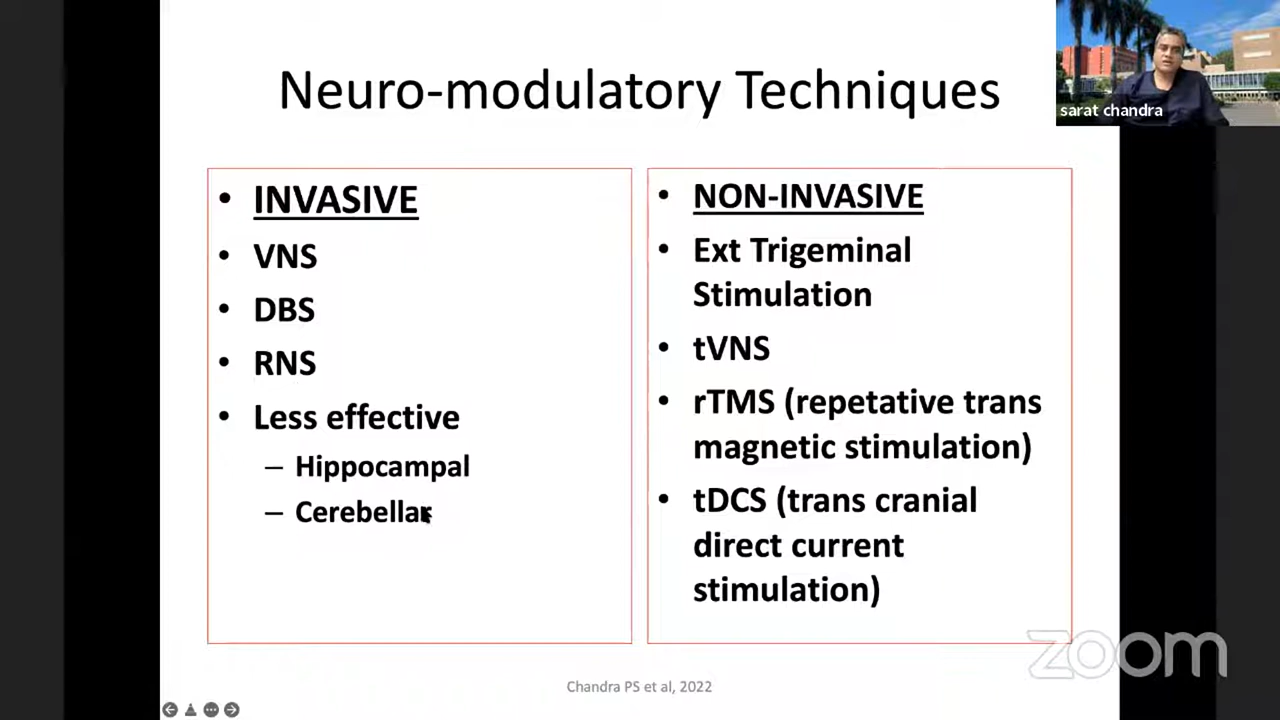 Neuro-modulatory Techniques
sarat chandra
• INVASIVE
• VNS
• DBS
• RNS
• Less effective
– Hippocampal
– Cerebellar
• NON-INVASIVE
• Ext Trigeminal
Stimulation
• tVNS
• rTMS (repetative trans
magnetic stimulation)
• tDCS (trans cranial
direct current
stimulation)
zoom
Chandra PS et al, 2022